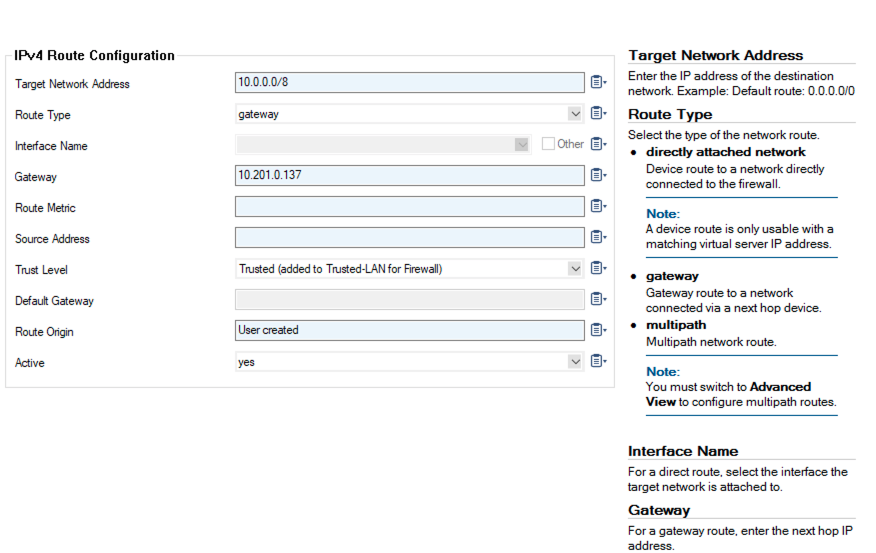 IPv4 Route Configuration
Target Network Address 10.0.0.0/8
Route Type gateway
Interface Name Other
Gateway 10.201.0.137
Route Metric
Source Address
Trust Level Trusted (added to Trusted-LAN for Firewall)
Default Gateway
Route Origin User created
Active yes
Target Network Address
Enter the IP address of the destination
network. Example: Default route: 0.0.0.0/0
Route Type
Select the type of the network route.
• directly attached network
Device route to a network directly
connected to the firewall.
Note:
A device route is only usable with a
matching virtual server IP address.
• gateway
Gateway route to a network
connected via a next hop device.
• multipath
Multipath network route.
Note:
You must switch to Advanced
View to configure multipath routes.
Interface Name
For a direct route, select the interface the
target network is attached to.
Gateway
For a gateway route, enter the next hop IP
address.